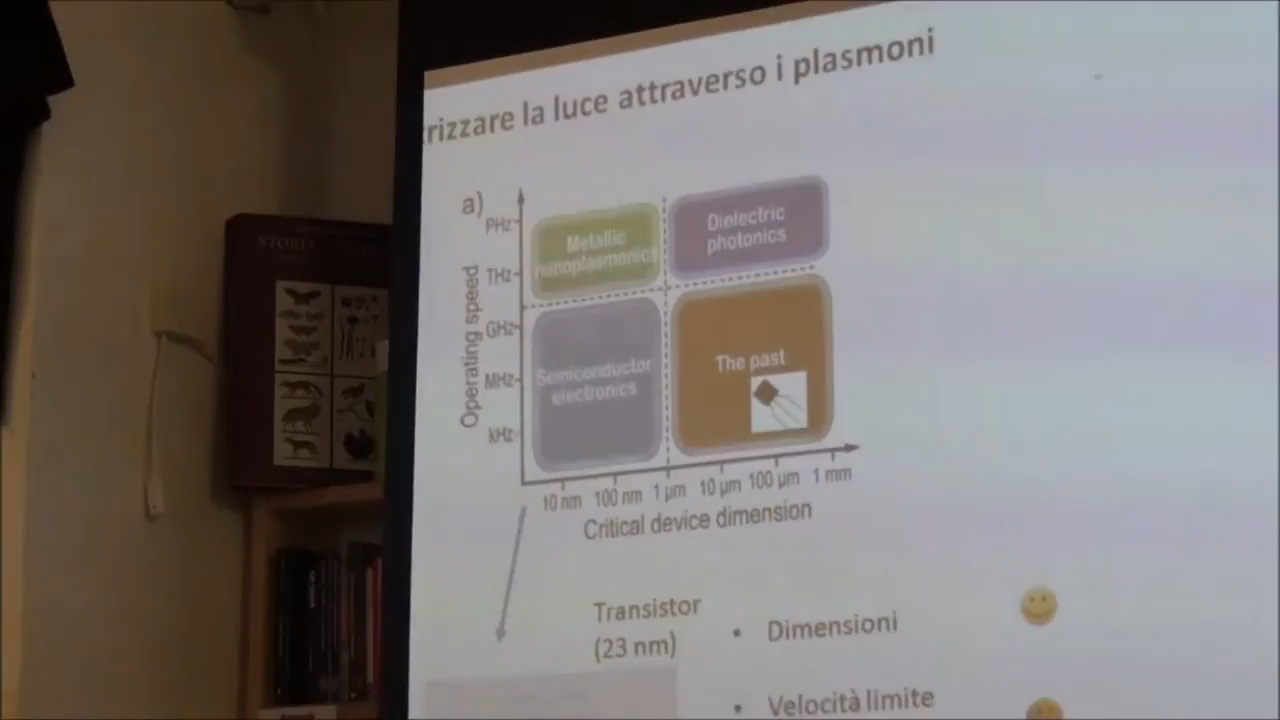 rizzare la luce attraverso i plasmoni
a)
PHz
THz
GHz
MHz
kHz
Operating speed
Metallic
nanoplasmonics
Dielectric
photonics
Semiconductor
electronics
The past
10 nm 100 nm 1 µm 10 µm 100 µm 1 mm
Critical device dimension
Transistor
(23 nm)
• Dimensioni
• Velocità limite
STORIA